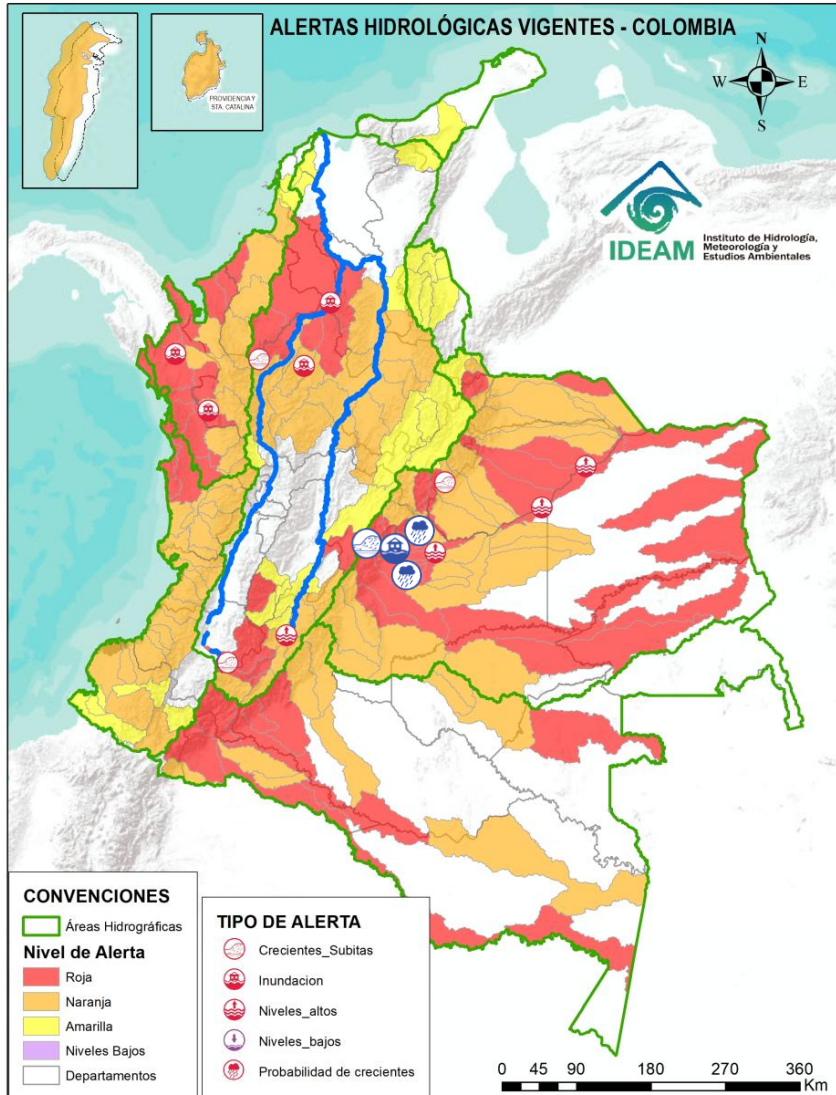 ALERTAS HIDROLÓGICAS VIGENTES - COLOMBIA
PROVIDENCIA Y
STA. CATALINA
N
W
E
S
IDEAM
Instituto de Hidrología,
Meteorología y
Estudios Ambientales
CONVENCIONES
Áreas Hidrográficas
Nivel de Alerta
Roja
Naranja
Amarilla
Niveles Bajos
Departamentos
TIPO DE ALERTA
Crecientes_Subitas
Inundacion
Niveles_altos
Niveles_bajos
Probabilidad de crecientes
0 45 90 180 270 360
Km